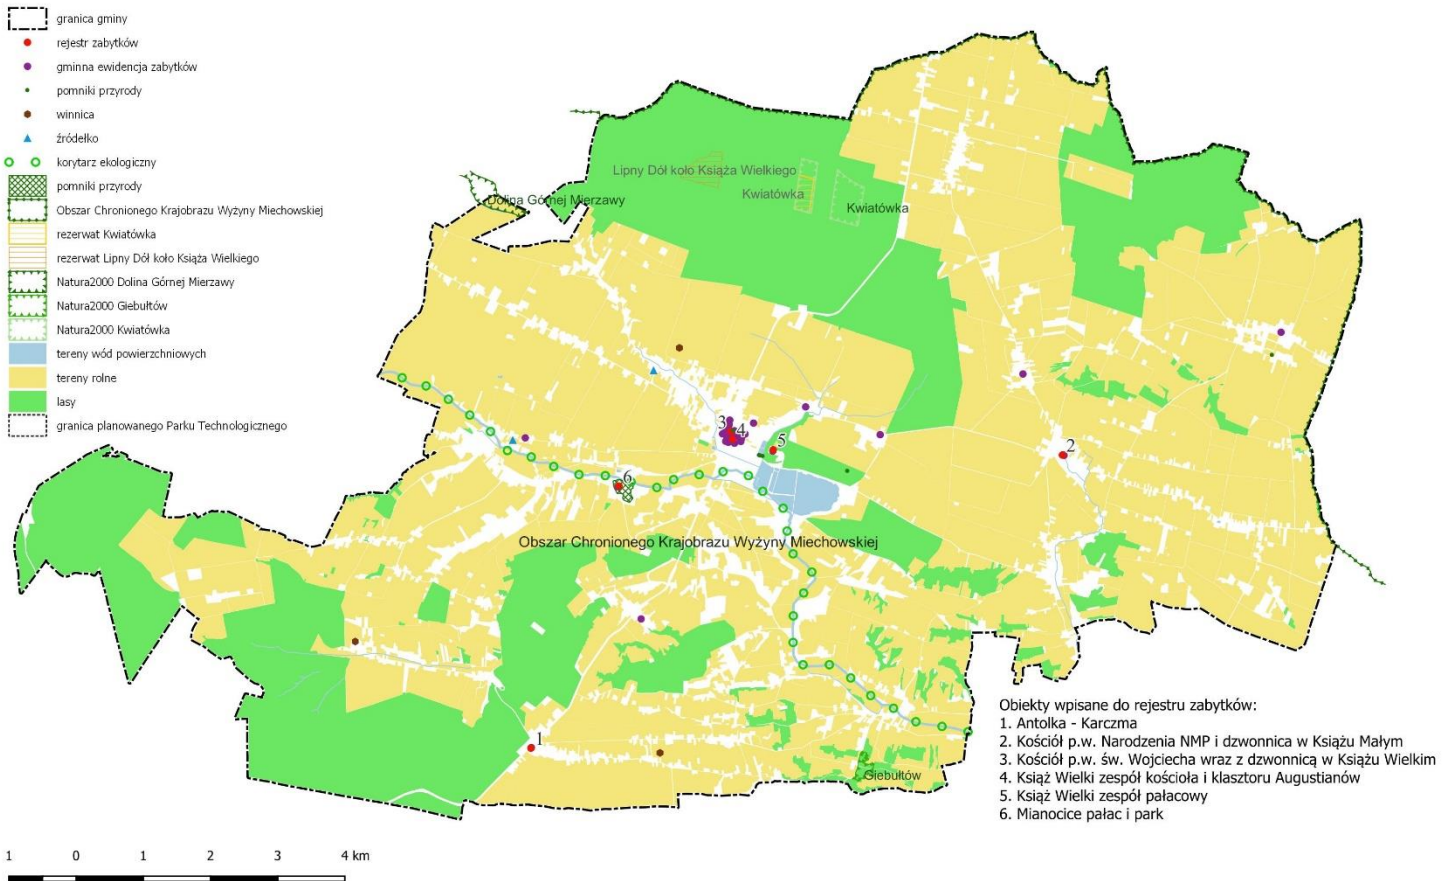 granica gminy
rejestr zabytków
gminna ewidencja zabytków
pomniki przyrody
winnica
źródełko
korytarz ekologiczny
pomniki przyrody
Obszar Chronionego Krajobrazu Wyżyny Miechowskiej
rezerwat Kwiatówka
rezerwat Lipny Dół koło Książa Wielkiego
Natura2000 Dolina Górnej Mierzawy
Natura2000 Giebułtów
Natura2000 Kwiatówka
tereny wód powierzchniowych
tereny rolne
lasy
granica planowanego Parku Technologicznego
Lipny Dół koło Książa Wielkiego
Kwiatówka
Kwiatówka
Dolina Górnej Mierzawy
3
4
5
2
6
Obszar Chronionego Krajobrazu Wyżyny Miechowskiej
1
Giebułtów
Obiekty wpisane do rejestru zabytków:
1. Antolka - Karczma
2. Kościół p.w. Narodzenia NMP i dzwonnica w Książu Małym
3. Kościół p.w. św. Wojciecha wraz z dzwonnicą w Książu Wielkim
4. Książ Wielki zespół kościoła i klasztoru Augustianów
5. Książ Wielki zespół pałacowy
6. Mianocice pałac i park
1 0 1 2 3 4 km